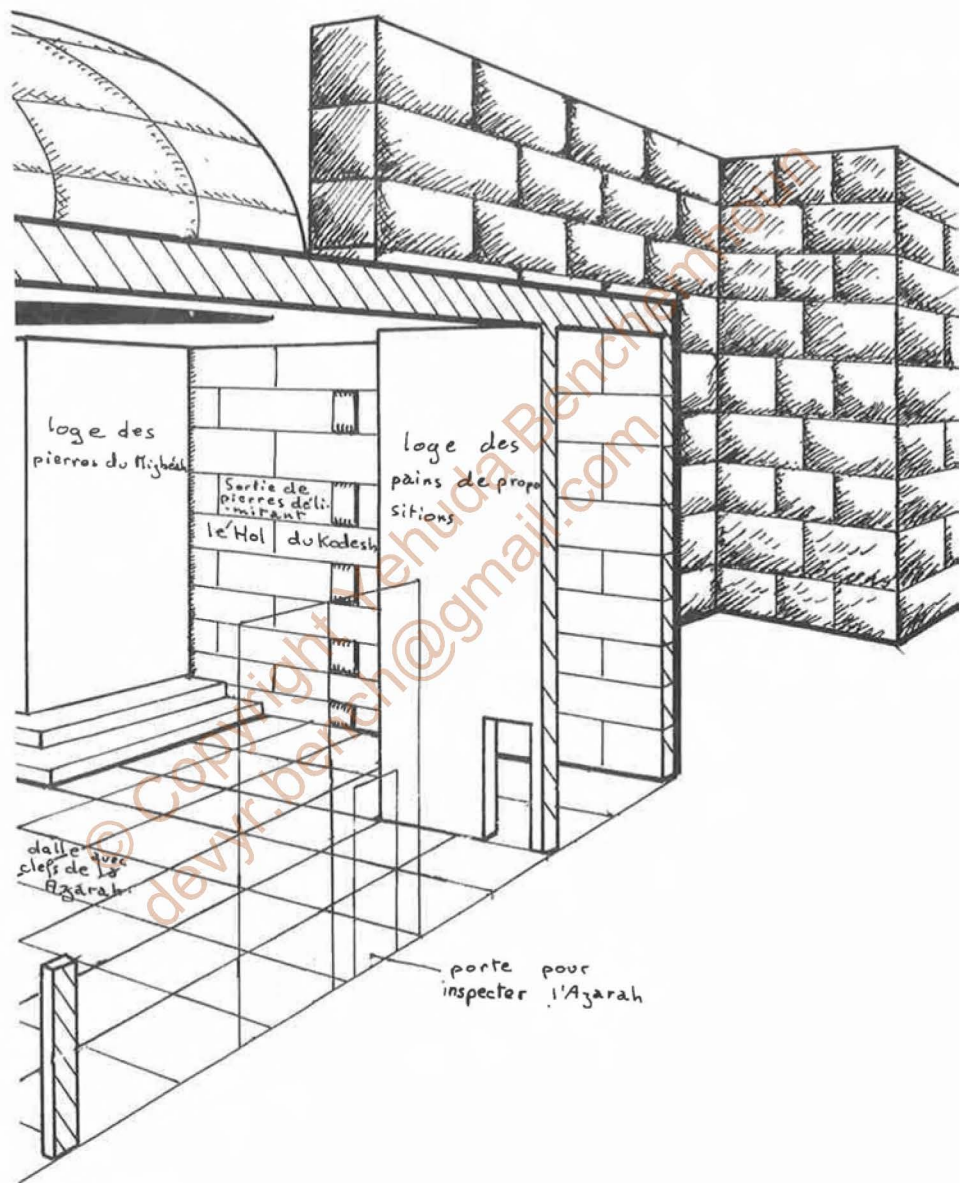 loge des
pierres du Mizbéah
Sortie de
pierres déli-
-mitant
le Hol du Kodesh
loge des
pains de propo
sitions
dalle avec
clefs de la
Azarah
porte pour
inspecter l'Azarah
© Copyright Yehuda Benchemhoun
devyr.bench@gmail.com